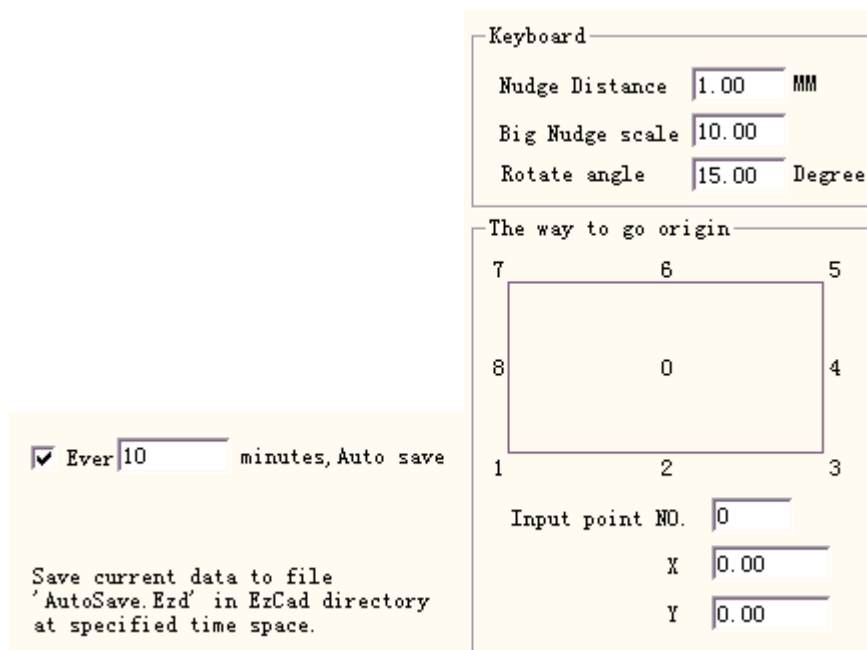 Keyboard
Nudge Distance 1.00 MM
Big Nudge scale 10.00
Rotate angle 15.00 Degree
The way to go origin
7 6 5
8 0 4
1 2 3
Input point NO. 0
X 0.00
Y 0.00
Ever 10 minutes,Auto save
Save current data to file
'AutoSave.Ezd' in EzCad directory
at specified time space.